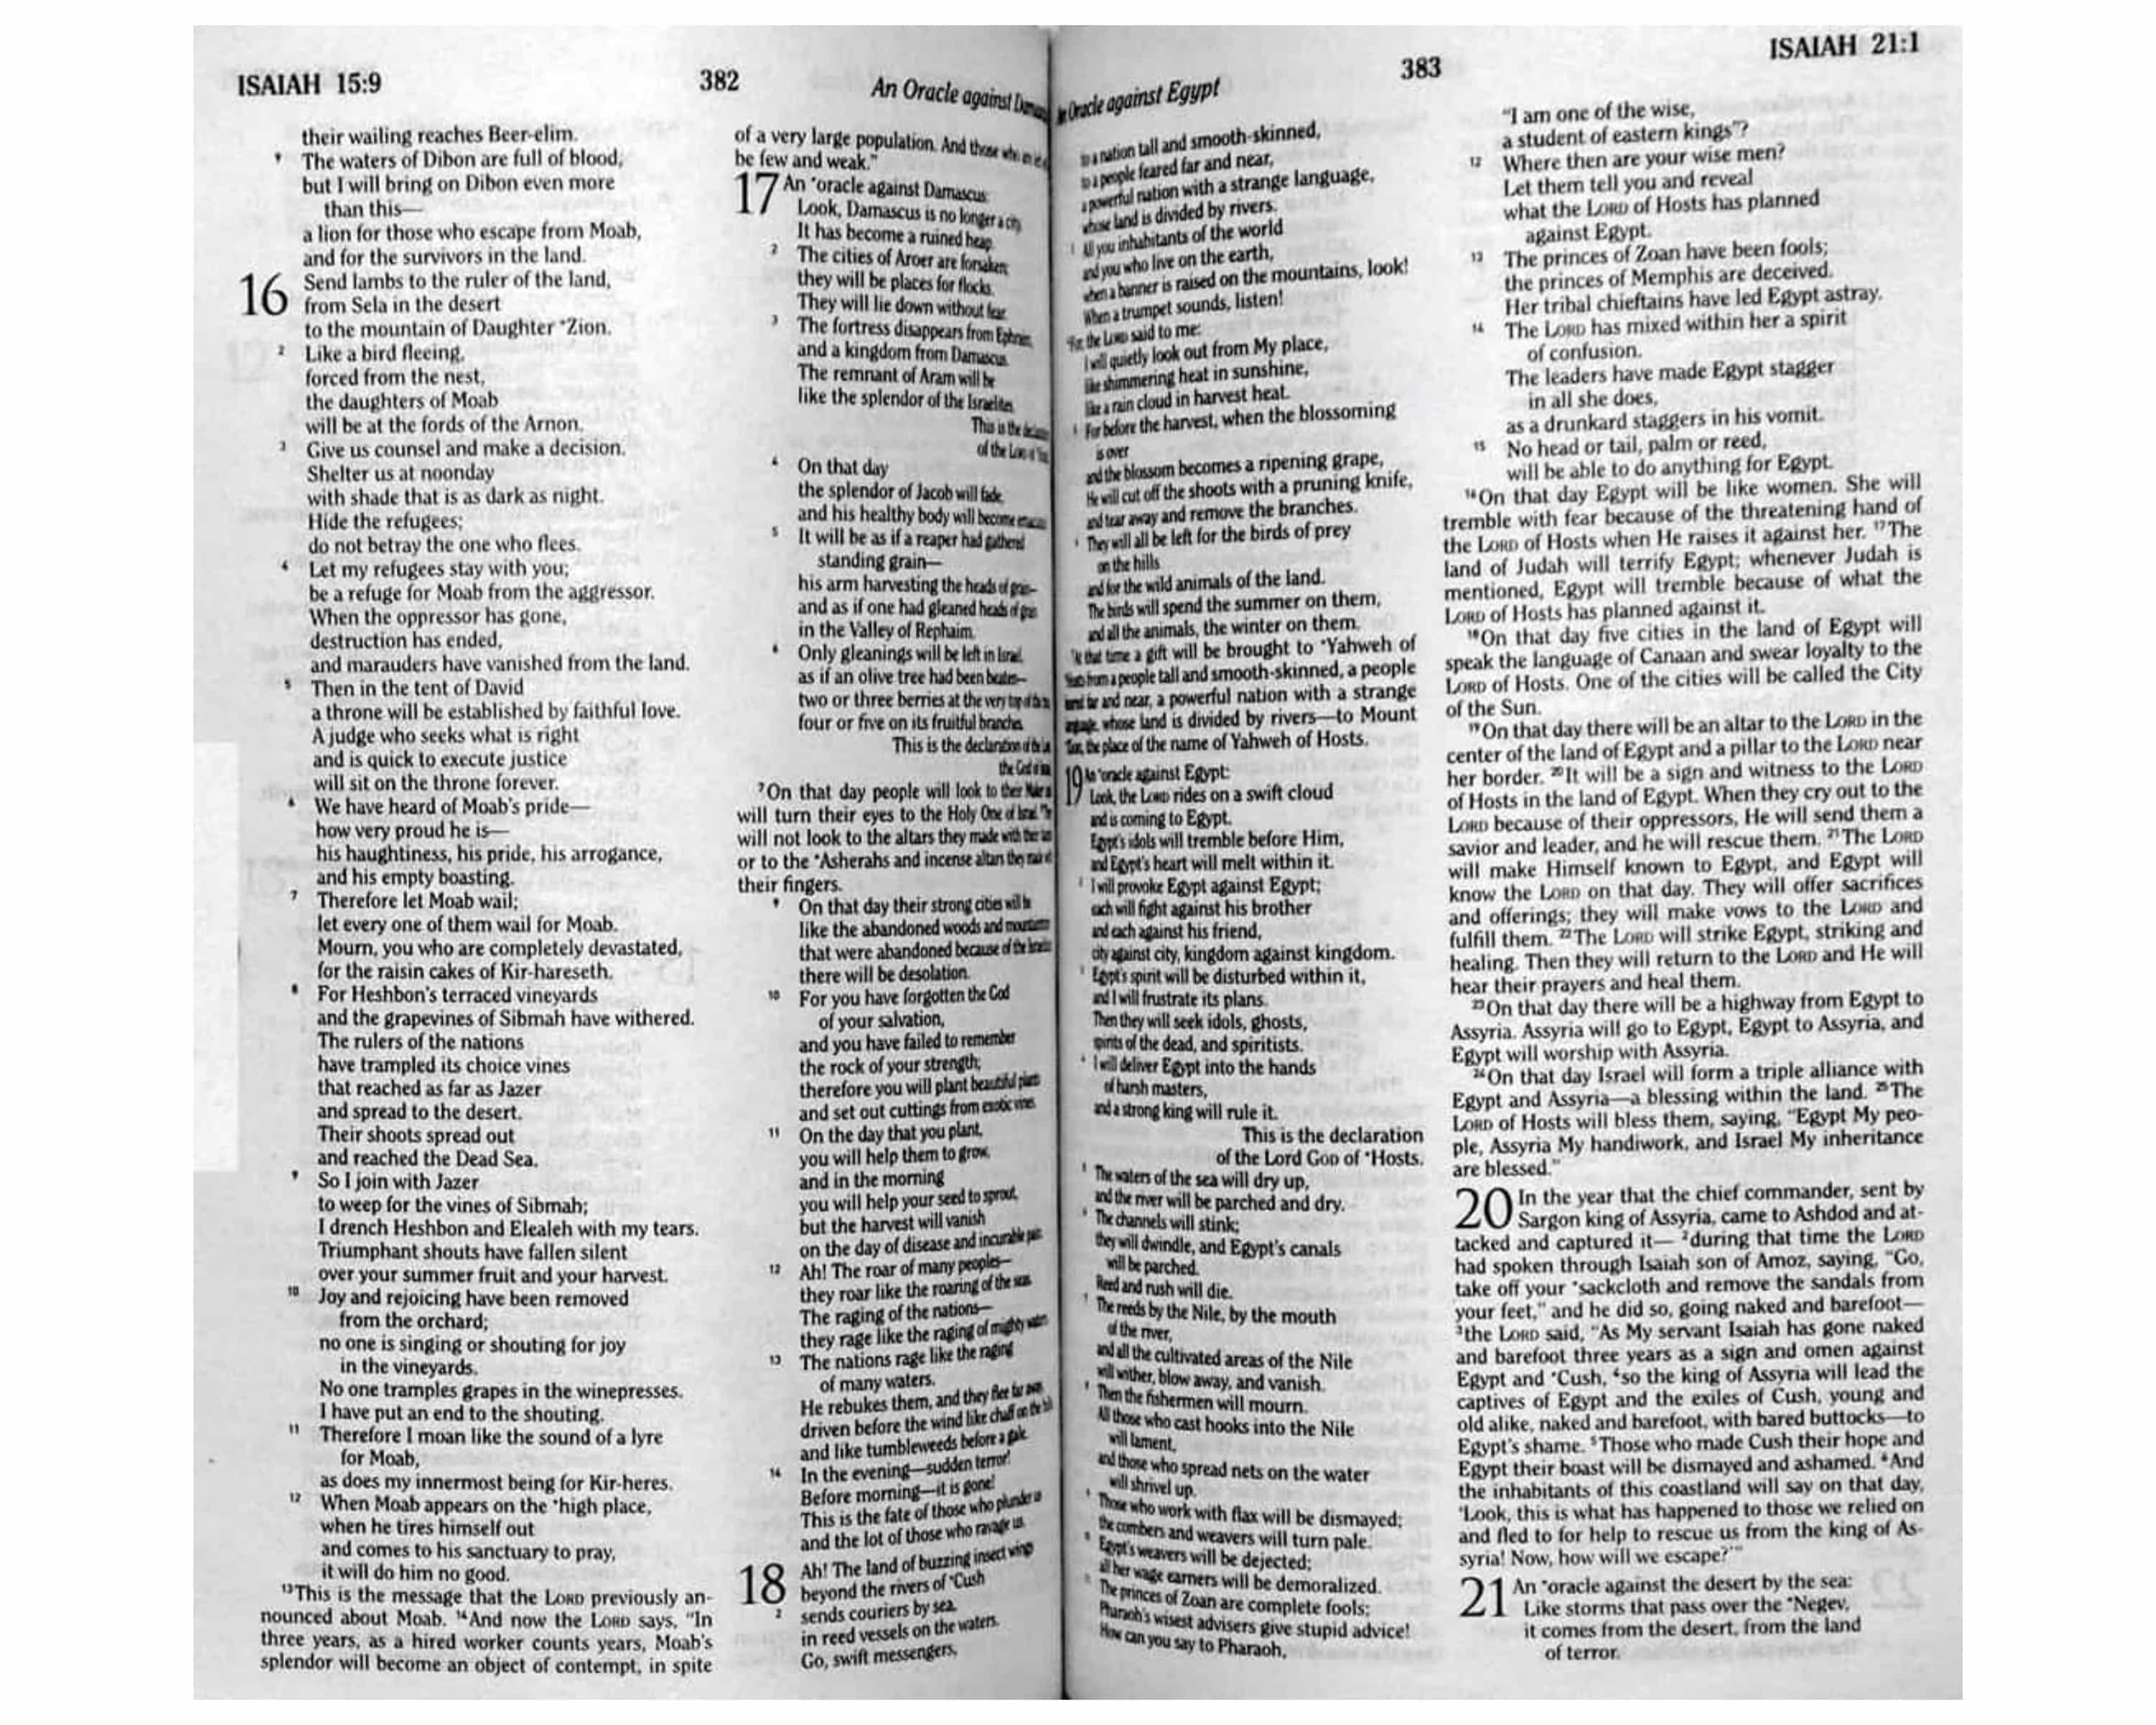 ISAIAH 15:9
382
An Oracle against
their wailing reaches Beer-elim.
9 The waters of Dibon are full of blood,
but I will bring on Dibon even more
than this—
a lion for those who escape from Moab,
and for the survivors in the land.
16 Send lambs to the ruler of the land,
from Sela in the desert
to the mountain of Daughter *Zion.
2 Like a bird fleeing,
forced from the nest,
the daughters of Moab
will be at the fords of the Arnon.
3 Give us counsel and make a decision.
Shelter us at noonday
with shade that is as dark as night.
Hide the refugees;
do not betray the one who flees.
4 Let my refugees stay with you;
be a refuge for Moab from the aggressor.
When the oppressor has gone,
destruction has ended,
and marauders have vanished from the land.
5 Then in the tent of David
a throne will be established by faithful love.
A judge who seeks what is right
and is quick to execute justice
will sit on the throne forever.
6 We have heard of Moab's pride—
how very proud he is—
his haughtiness, his pride, his arrogance,
and his empty boasting.
7 Therefore let Moab wail;
let every one of them wail for Moab.
Mourn, you who are completely devastated,
for the raisin cakes of Kir-hareseth.
8 For Heshbon's terraced vineyards
and the grapevines of Sibmah have withered.
The rulers of the nations
have trampled its choice vines
that reached as far as Jazer
and spread to the desert.
Their shoots spread out
and reached the Dead Sea.
9 So I join with Jazer
to weep for the vines of Sibmah;
I drench Heshbon and Elealeh with my tears.
Triumphant shouts have fallen silent
over your summer fruit and your harvest.
10 Joy and rejoicing have been removed
from the orchard;
no one is singing or shouting for joy
in the vineyards.
No one tramples grapes in the winepresses.
I have put an end to the shouting.
11 Therefore I moan like the sound of a lyre
for Moab,
as does my innermost being for Kir-heres.
12 When Moab appears on the *high place,
when he tires himself out
and comes to his sanctuary to pray,
it will do him no good.
13This is the message that the LORD previously an-
nounced about Moab. 14And now the LORD says, "In
three years, as a hired worker counts years, Moab's
splendor will become an object of contempt, in spite
of a very large population. And those who
be few and weak."
17 An *oracle against Damascus:
Look, Damascus is no longer a city.
It has become a ruined heap.
2 The cities of Aroer are forsaken;
they will be places for flocks.
They will lie down without fear.
3 The fortress disappears from Ephraim,
and a kingdom from Damascus.
The remnant of Aram will be
like the splendor of the Israelites.
This is the
of the
4 On that day
the splendor of Jacob will fade,
and his healthy body will become
5 It will be as if a reaper had gathered
standing grain—
his arm harvesting the heads of grain—
and as if one had gleaned heads of grain
in the Valley of Rephaim.
6 Only gleanings will be left in Israel,
as if an olive tree had been beaten—
two or three berries at the very top of the
four or five on its fruitful branches.
This is the declaration of the
the God of
7On that day people will look to their
will turn their eyes to the Holy One of Israel.
will not look to the altars they made with their
or to the *Asherahs and incense altars they made
their fingers.
9 On that day their strong cities will be
like the abandoned woods and mountaintops
that were abandoned because of the Israelites;
there will be desolation.
10 For you have forgotten the God
of your salvation,
and you have failed to remember
the rock of your strength;
therefore you will plant beautiful plants
and set out cuttings from exotic vines.
11 On the day that you plant,
you will help them to grow,
and in the morning
you will help your seed to sprout,
but the harvest will vanish
on the day of disease and incurable pain.
12 Ah! The roar of many peoples—
they roar like the roaring of the seas.
The raging of the nations—
they rage like the raging of mighty waters.
13 The nations rage like the raging
of many waters.
He rebukes them, and they flee far away,
driven before the wind like chaff on the
and like tumbleweeds before a gale.
14 In the evening—sudden terror!
Before morning—it is gone!
This is the fate of those who plunder us
and the lot of those who ravage us.
18 Ah! The land of buzzing insect wings
beyond the rivers of *Cush
2 sends couriers by sea,
in reed vessels on the waters.
Go, swift messengers,
Oracle against Egypt
383
ISAIAH 21:1
to a nation tall and smooth-skinned,
to a people feared far and near,
a powerful nation with a strange language,
whose land is divided by rivers.
3 All you inhabitants of the world
and you who live on the earth,
when a banner is raised on the mountains, look!
When a trumpet sounds, listen!
4For, the LORD said to me:
I will quietly look out from My place,
like shimmering heat in sunshine,
like a rain cloud in harvest heat.
5 For before the harvest, when the blossoming
is over
and the blossom becomes a ripening grape,
He will cut off the shoots with a pruning knife,
and tear away and remove the branches.
6 They will all be left for the birds of prey
on the hills
and for the wild animals of the land.
The birds will spend the summer on them,
and all the animals, the winter on them.
7At that time a gift will be brought to *Yahweh of
Hosts from a people tall and smooth-skinned, a people
far and near, a powerful nation with a strange
language, whose land is divided by rivers—to Mount
Zion, the place of the name of Yahweh of Hosts.
19 An *oracle against Egypt:
Look, the LORD rides on a swift cloud
and is coming to Egypt.
Egypt's idols will tremble before Him,
and Egypt's heart will melt within it.
2 I will provoke Egypt against Egypt;
each will fight against his brother
and each against his friend,
city against city, kingdom against kingdom.
3 Egypt's spirit will be disturbed within it,
and I will frustrate its plans.
Then they will seek idols, ghosts,
spirits of the dead, and spiritists.
4 I will deliver Egypt into the hands
of harsh masters,
and a strong king will rule it.
This is the declaration
of the Lord GOD of *Hosts.
5 The waters of the sea will dry up,
and the river will be parched and dry.
6 The channels will stink;
they will dwindle, and Egypt's canals
will be parched.
Reed and rush will die.
7 The reeds by the Nile, by the mouth
of the river,
and all the cultivated areas of the Nile
will wither, blow away, and vanish.
8 Then the fishermen will mourn.
All those who cast hooks into the Nile
will lament,
and those who spread nets on the water
will shrivel up.
9 Those who work with flax will be dismayed;
the combers and weavers will turn pale.
10 Egypt's weavers will be dejected;
all her wage earners will be demoralized.
11 The princes of Zoan are complete fools;
Pharaoh's wisest advisers give stupid advice!
How can you say to Pharaoh,
"I am one of the wise,
a student of eastern kings"?
12 Where then are your wise men?
Let them tell you and reveal
what the LORD of Hosts has planned
against Egypt.
13 The princes of Zoan have been fools;
the princes of Memphis are deceived.
Her tribal chieftains have led Egypt astray.
14 The LORD has mixed within her a spirit
of confusion.
The leaders have made Egypt stagger
in all she does,
as a drunkard staggers in his vomit.
15 No head or tail, palm or reed,
will be able to do anything for Egypt.
16On that day Egypt will be like women. She will
tremble with fear because of the threatening hand of
the LORD of Hosts when He raises it against her. 17The
land of Judah will terrify Egypt; whenever Judah is
mentioned, Egypt will tremble because of what the
LORD of Hosts has planned against it.
18On that day five cities in the land of Egypt will
speak the language of Canaan and swear loyalty to the
LORD of Hosts. One of the cities will be called the City
of the Sun.
19On that day there will be an altar to the LORD in the
center of the land of Egypt and a pillar to the LORD near
her border. 20It will be a sign and witness to the LORD
of Hosts in the land of Egypt. When they cry out to the
LORD because of their oppressors, He will send them a
savior and leader, and he will rescue them. 21The LORD
will make Himself known to Egypt, and Egypt will
know the LORD on that day. They will offer sacrifices
and offerings; they will make vows to the LORD and
fulfill them. 22The LORD will strike Egypt, striking and
healing. Then they will return to the LORD and He will
hear their prayers and heal them.
23On that day there will be a highway from Egypt to
Assyria. Assyria will go to Egypt, Egypt to Assyria, and
Egypt will worship with Assyria.
24On that day Israel will form a triple alliance with
Egypt and Assyria—a blessing within the land. 25The
LORD of Hosts will bless them, saying, "Egypt My peo-
ple, Assyria My handiwork, and Israel My inheritance
are blessed."
20 In the year that the chief commander, sent by
Sargon king of Assyria, came to Ashdod and at-
tacked and captured it— 2during that time the LORD
had spoken through Isaiah son of Amoz, saying, "Go,
take off your *sackcloth and remove the sandals from
your feet," and he did so, going naked and barefoot—
3the LORD said, "As My servant Isaiah has gone naked
and barefoot three years as a sign and omen against
Egypt and *Cush, 4so the king of Assyria will lead the
captives of Egypt and the exiles of Cush, young and
old alike, naked and barefoot, with bared buttocks—to
Egypt's shame. 5Those who made Cush their hope and
Egypt their boast will be dismayed and ashamed. 6And
the inhabitants of this coastland will say on that day,
'Look, this is what has happened to those we relied on
and fled to for help to rescue us from the king of As-
syria! Now, how will we escape?'"
21 An *oracle against the desert by the sea:
Like storms that pass over the *Negev,
it comes from the desert, from the land
of terror.